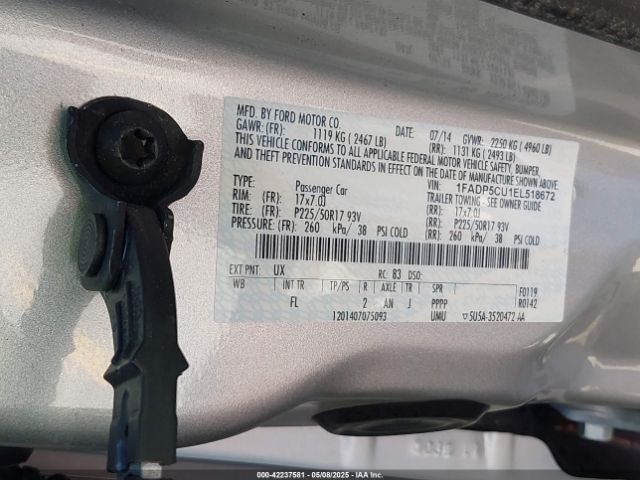 MFD. BY FORD MOTOR CO.
DATE: 07/14 GVWR: 2250 KG ( 4960 LB)
GAWR: (FR): 1119 KG ( 2467 LB) (RR): 1131 KG ( 2493 LB)
THIS VEHICLE CONFORMS TO ALL APPLICABLE FEDERAL MOTOR VEHICLE SAFETY, BUMPER,
AND THEFT PREVENTION STANDARDS IN EFFECT ON THE DATE OF MANUFACTURE SHOWN ABOVE.
VIN: 1FADP5CU1EL518672
TYPE: Passenger Car TRAILER TOWING - SEE OWNER GUIDE
RIM: (FR): 17x7.0J (RR): 17x7.0J
TIRE: (FR): P225/50R17 93V (RR): P225/50R17 93V
PRESSURE: (FR): 260 kPa/ 38 PSI COLD (RR): 260 kPa/ 38 PSI COLD
EXT PNT: UX RC: 83 DSO:
WB INT TR TP/PS R AXLE TR SPR F0119
FL 2 AN J PPPP R0142
1201407075093 UMU 5U5A-3520472-AA
000-42237581 - 05/08/2025 - IAAI.COM